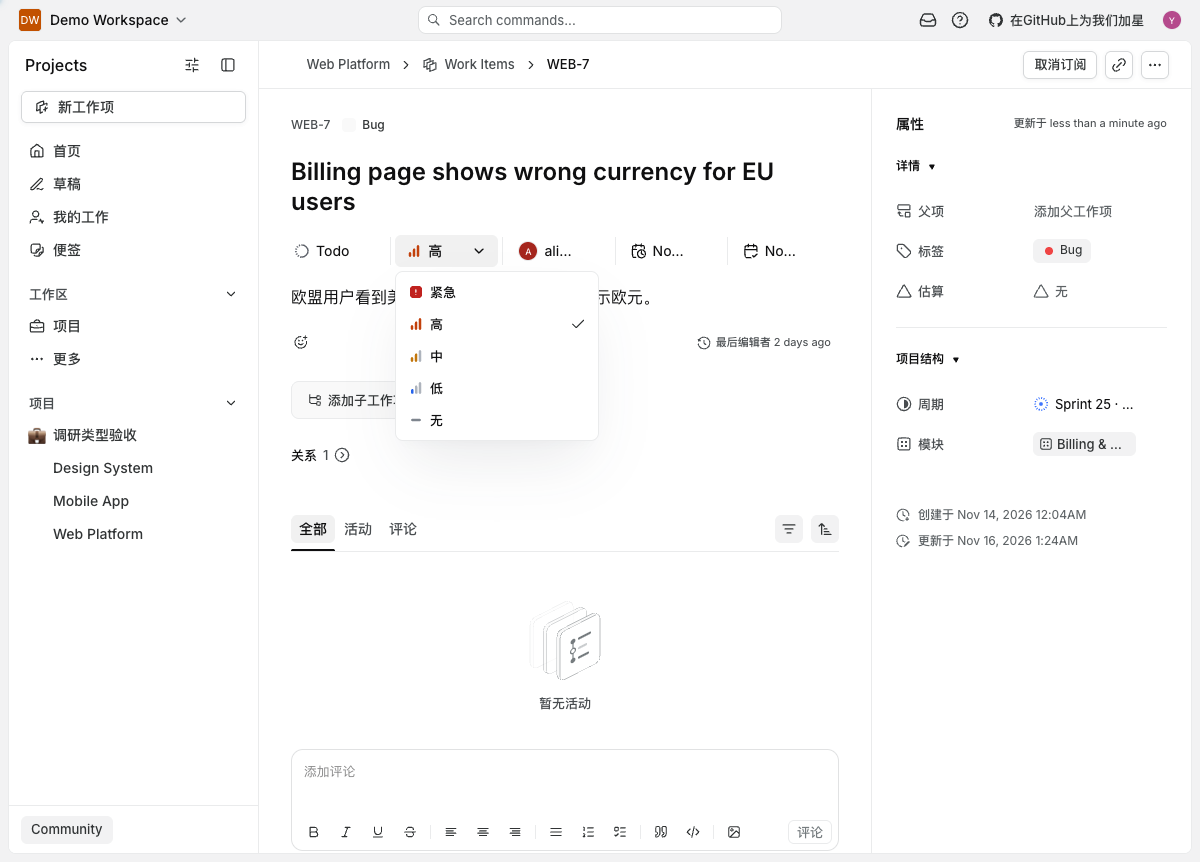 DW Demo Workspace
Search commands...
在GitHub上为我们加星
Y
Projects
新工作项
首页
草稿
我的工作
便签
工作区
项目
更多
项目
调研类型验收
Design System
Mobile App
Web Platform
Community
Web Platform
Work Items
WEB-7
取消订阅
WEB-7 Bug
Billing page shows wrong currency for EU
users
Todo
高
A ali...
No...
No...
欧盟用户看到
示欧元。
紧急
高
中
低
无
最后编辑者 2 days ago
添加子工作
关系 1
全部 活动 评论
暂无活动
添加评论
B I U S
评论
属性
更新于 less than a minute ago
详情
父项 添加父工作项
标签 Bug
估算 无
项目结构
周期 Sprint 25 · ...
模块 Billing & ...
创建于 Nov 14, 2026 12:04AM
更新于 Nov 16, 2026 1:24AM